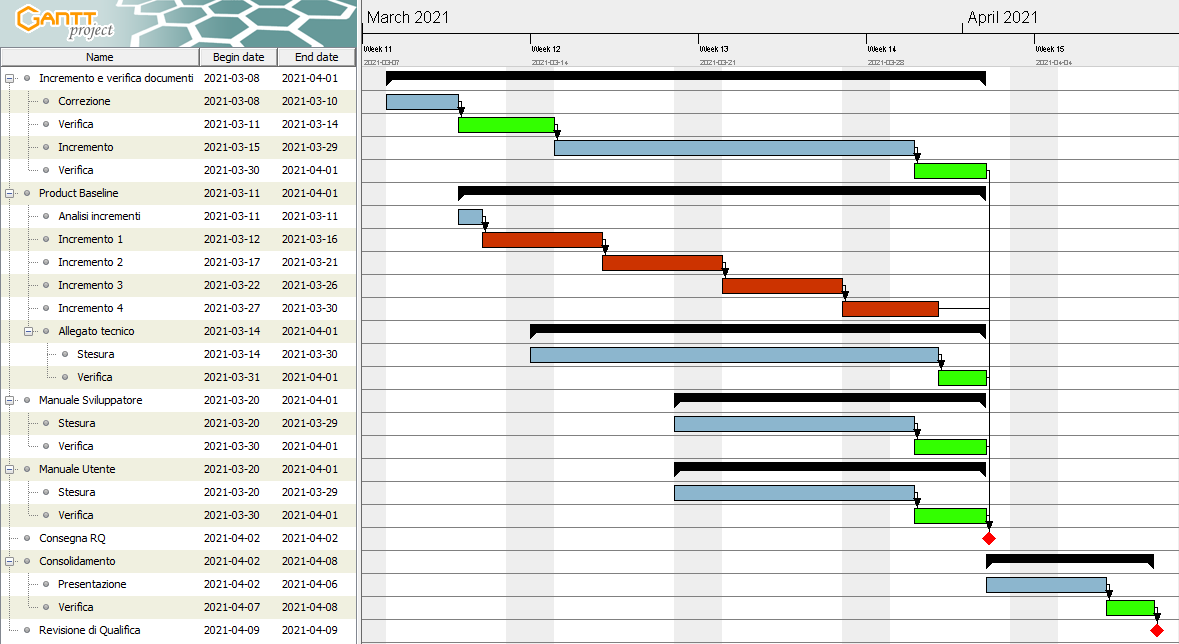 GANTT
project
March 2021
April 2021
Week 11
Week 12
Week 13
Week 14
Week 15
2021-03-07
2021-03-14
2021-03-21
2021-03-28
2021-04-04
Name Begin date End date
Incremento e verifica documenti 2021-03-08 2021-04-01
Correzione 2021-03-08 2021-03-10
Verifica 2021-03-11 2021-03-14
Incremento 2021-03-15 2021-03-29
Verifica 2021-03-30 2021-04-01
Product Baseline 2021-03-11 2021-04-01
Analisi incrementi 2021-03-11 2021-03-11
Incremento 1 2021-03-12 2021-03-16
Incremento 2 2021-03-17 2021-03-21
Incremento 3 2021-03-22 2021-03-26
Incremento 4 2021-03-27 2021-03-30
Allegato tecnico 2021-03-14 2021-04-01
Stesura 2021-03-14 2021-03-30
Verifica 2021-03-31 2021-04-01
Manuale Sviluppatore 2021-03-20 2021-04-01
Stesura 2021-03-20 2021-03-29
Verifica 2021-03-30 2021-04-01
Manuale Utente 2021-03-20 2021-04-01
Stesura 2021-03-20 2021-03-29
Verifica 2021-03-30 2021-04-01
Consegna RQ 2021-04-02 2021-04-02
Consolidamento 2021-04-02 2021-04-08
Presentazione 2021-04-02 2021-04-06
Verifica 2021-04-07 2021-04-08
Revisione di Qualifica 2021-04-09 2021-04-09